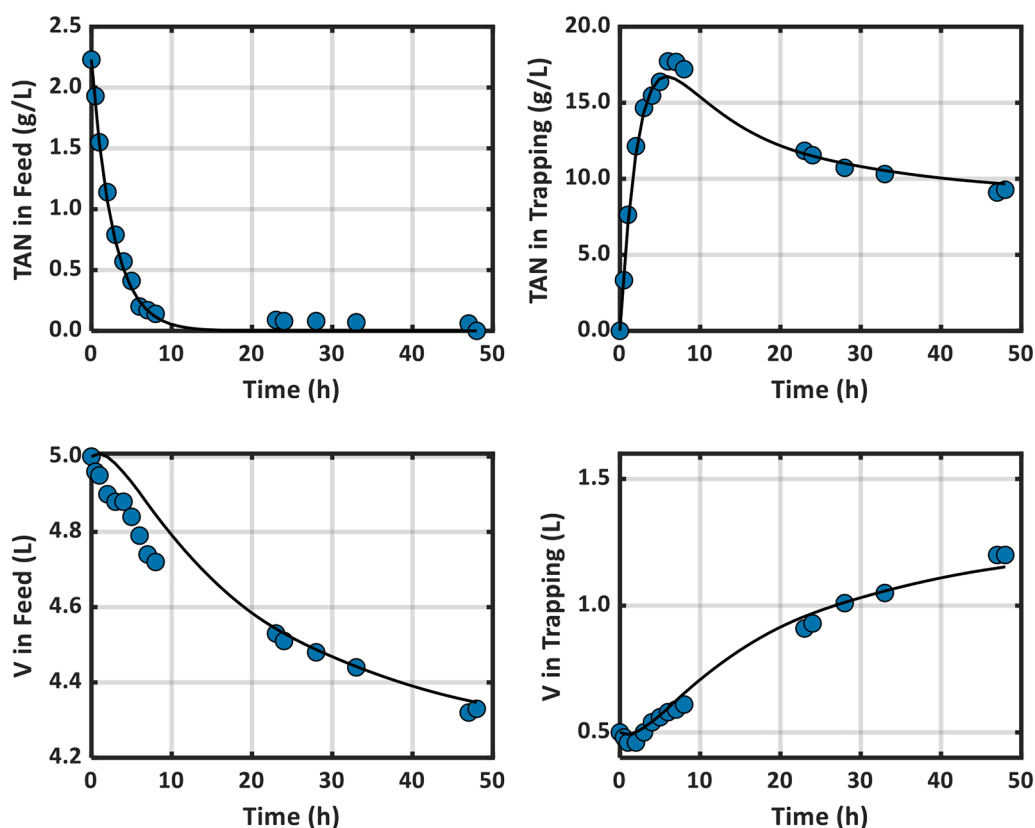 TAN in Feed (g/L)
2.5
2.0
1.5
1.0
0.5
0.0
0 10 20 30 40 50
Time (h)
TAN in Trapping (g/L)
20.0
15.0
10.0
5.0
0.0
0 10 20 30 40 50
Time (h)
V in Feed (L)
5.0
4.8
4.6
4.4
4.2
0 10 20 30 40 50
Time (h)
V in Trapping (L)
1.5
1.0
0.5
0 10 20 30 40 50
Time (h)